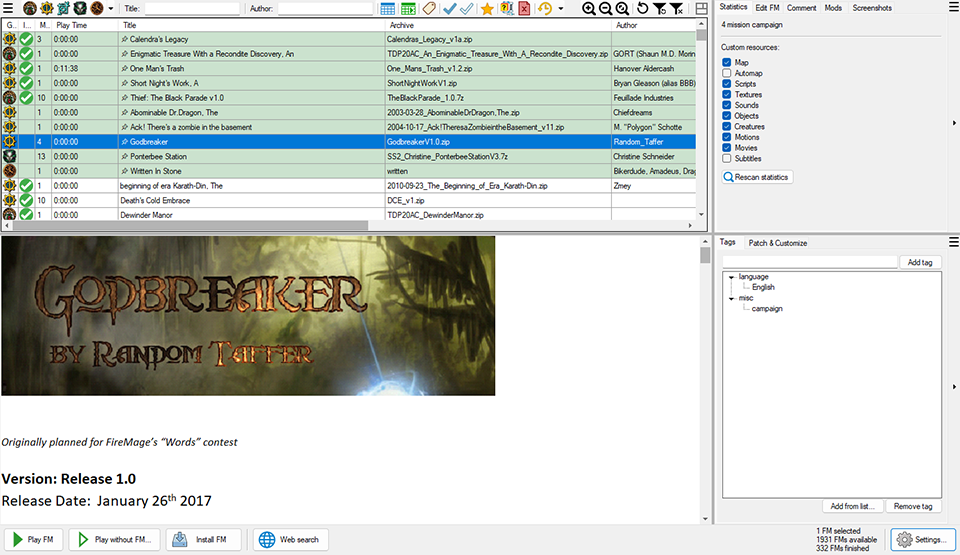 Title: Author:
Statistics Edit FM Comment Mods Screenshots
G.. I... M.. Play Time Title Archive Author
3 0:00:00 Calendra's Legacy Calendras_Legacy_v1a.zip
1 0:00:00 Enigmatic Treasure With a Recondite Discovery, An TDP20AC_An_Enigmatic_Treasure_With_A_Recondite_Discovery.zip GORT (Shaun M.D. Morin
1 0:11:38 One Man's Trash One_Mans_Trash_v1.2.zip Hanover Aldercash
1 0:00:00 Short Night's Work, A ShortNightWorkV1.zip Bryan Gleason (alias BBB)
10 0:00:00 Thief: The Black Parade v1.0 TheBlackParade_1.0.7z Feuillade Industries
1 0:00:00 Abominable Dr.Dragon, The 2003-03-28_AbominableDrDragon,The.zip Chiefdreams
1 0:00:00 Ack! There's a zombie in the basement 2004-10-17_Ack!TheresaZombieintheBasement_v11.zip M. "Polygon" Schotte
4 0:00:00 Godbreaker GodbreakerV1.0.zip Random_Taffer
13 0:00:00 Ponterbee Station SS2_Christine_PonterbeeStationV3.7z Christine Schneider
1 0:00:00 Written In Stone written Bikerdude, Amadeus, Drag
1 0:00:00 beginning of era Karath-Din, The 2010-09-23_The_Beginning_of_Era_Karath-Din.zip Zmey
10 0:00:00 Death's Cold Embrace DCE_v1.zip
1 0:00:00 Dewinder Manor TDP20AC_DewinderManor.zip
4 mission campaign
Custom resources:
Map
Automap
Scripts
Textures
Sounds
Objects
Creatures
Motions
Movies
Subtitles
Rescan statistics
GODBREAKER
BY RANDOM TAFFER
Originally planned for FireMage's “Words” contest
Version: Release 1.0
Release Date: January 26th 2017
Tags Patch & Customize
Add tag
language
English
misc
campaign
Add from list... Remove tag
Play FM Play without FM... Install FM Web search
1 FM selected
1931 FMs available
332 FMs finished
Settings...